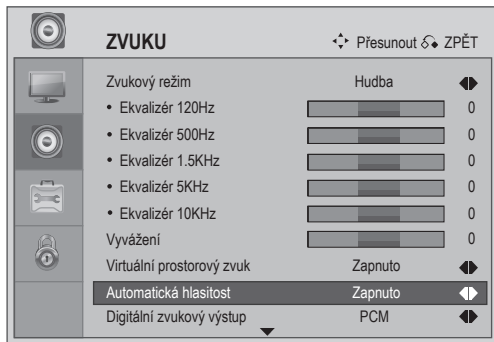 ZVUKU Přesunout ZPĚT
Zvukový režim Hudba
• Ekvalizér 120Hz 0
• Ekvalizér 500Hz 0
• Ekvalizér 1.5KHz 0
• Ekvalizér 5KHz 0
• Ekvalizér 10KHz 0
Vyvážení 0
Virtuální prostorový zvuk Zapnuto
Automatická hlasitost Zapnuto
Digitální zvukový výstup PCM